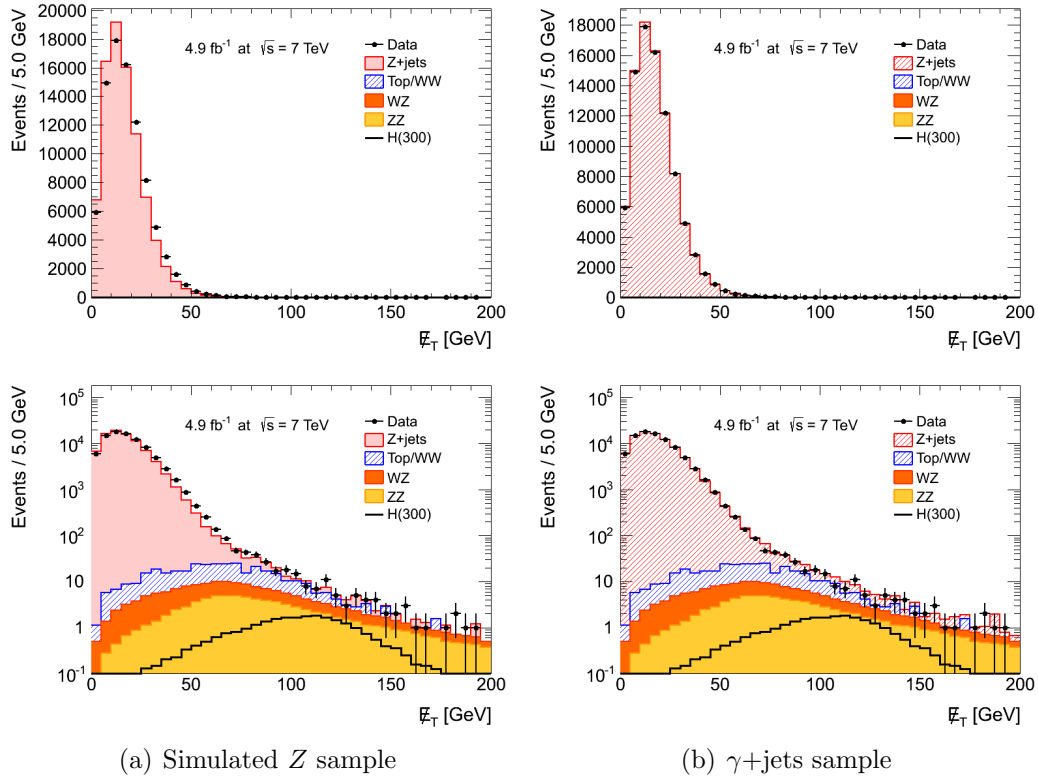 Events / 5.0 GeV
20000
18000
16000
14000
12000
10000
8000
6000
4000
2000
0
4.9 fb⁻¹ at √s = 7 TeV
Data
Z+jets
Top/WW
WZ
ZZ
H(300)
0 50 100 150 200
E̸_T [GeV]
Events / 5.0 GeV
18000
16000
14000
12000
10000
8000
6000
4000
2000
0
4.9 fb⁻¹ at √s = 7 TeV
Data
Z+jets
Top/WW
WZ
ZZ
H(300)
0 50 100 150 200
E̸_T [GeV]
Events / 5.0 GeV
10⁵
10⁴
10³
10²
10
1
10⁻¹
4.9 fb⁻¹ at √s = 7 TeV
Data
Z+jets
Top/WW
WZ
ZZ
H(300)
0 50 100 150 200
E̸_T [GeV]
Events / 5.0 GeV
10⁵
10⁴
10³
10²
10
1
10⁻¹
4.9 fb⁻¹ at √s = 7 TeV
Data
Z+jets
Top/WW
WZ
ZZ
H(300)
0 50 100 150 200
E̸_T [GeV]
(a) Simulated Z sample
(b) γ+jets sample